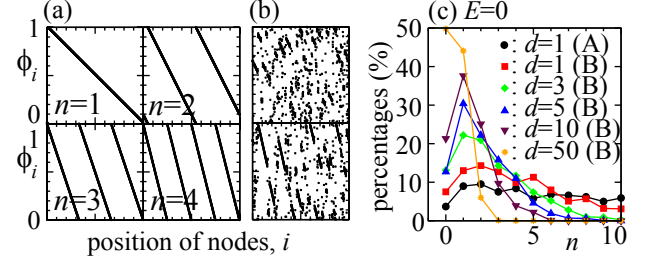 (a) (b) (c) E=0
1 ϕi 0 n=1 n=2
1 ϕi 0 n=3 n=4
position of nodes, i
percentages (%)
50
40
30
20
10
0
0 5 10
n
: d=1 (A)
: d=1 (B)
: d=3 (B)
: d=5 (B)
: d=10 (B)
: d=50 (B)